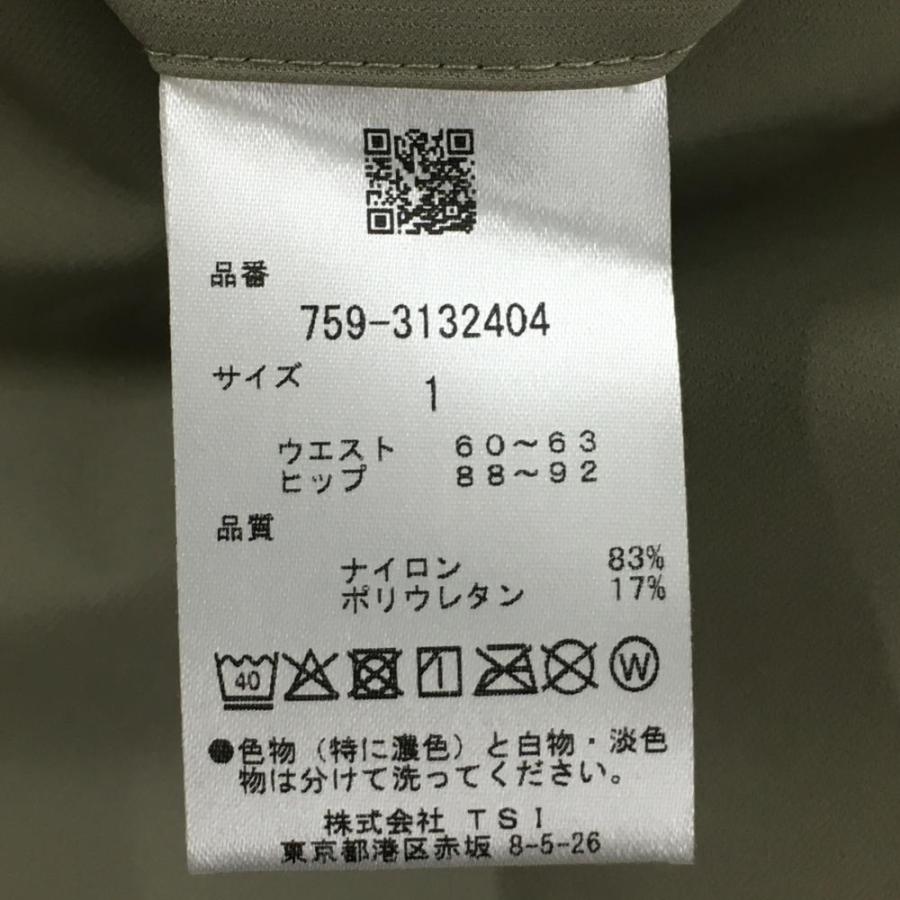 品番
759-3132404
サイズ
1
ウエスト 60～63
ヒップ 88～92
品質
ナイロン 83%
ポリウレタン 17%
40 W
●色物（特に濃色）と白物・淡色
物は分けて洗ってください。
株式会社 TSI
東京都港区赤坂 8-5-26